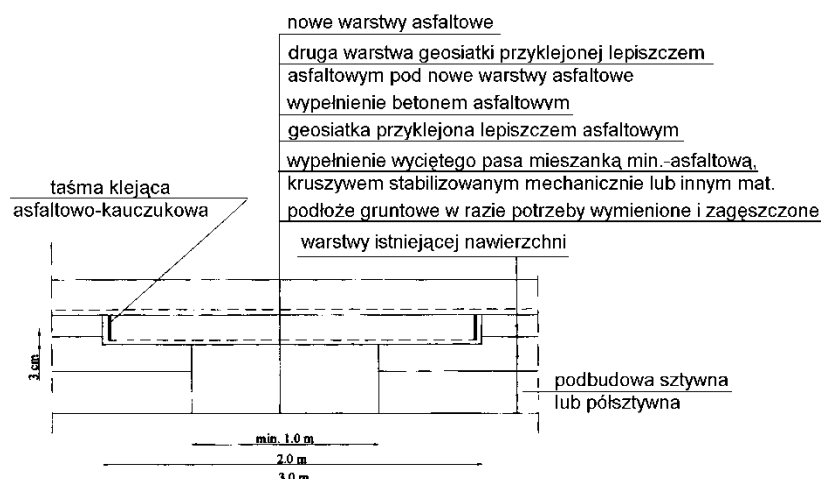 nowe warstwy asfaltowe
druga warstwa geosiatki przyklejonej lepiszczem
asfaltowym pod nowe warstwy asfaltowe
wypełnienie betonem asfaltowym
geosiatka przyklejona lepiszczem asfaltowym
wypełnienie wyciętego pasa mieszanką min.-asfaltową,
kruszywem stabilizowanym mechanicznie lub innym mat.
podłoże gruntowe w razie potrzeby wymienione i zagęszczone
warstwy istniejącej nawierzchni
taśma klejąca
asfaltowo-kauczukowa
3 cm
podbudowa sztywna
lub półsztywna
min. 1.0 m
2.0 m
3.0 m